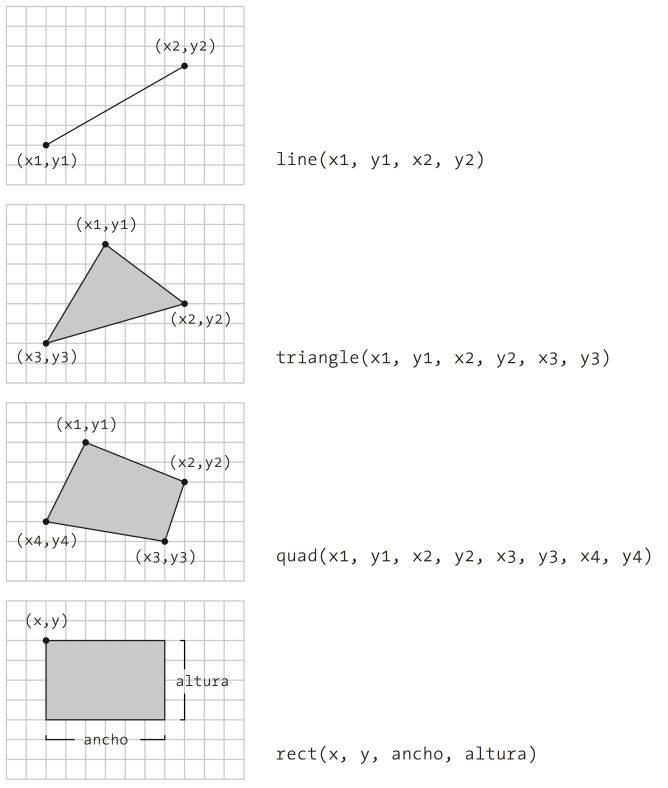 (x2,y2)
(x1,y1)
line(x1, y1, x2, y2)
(x1,y1)
(x2,y2)
(x3,y3)
triangle(x1, y1, x2, y2, x3, y3)
(x1,y1)
(x2,y2)
(x4,y4)
(x3,y3)
quad(x1, y1, x2, y2, x3, y3, x4, y4)
(x,y)
altura
ancho
rect(x, y, ancho, altura)